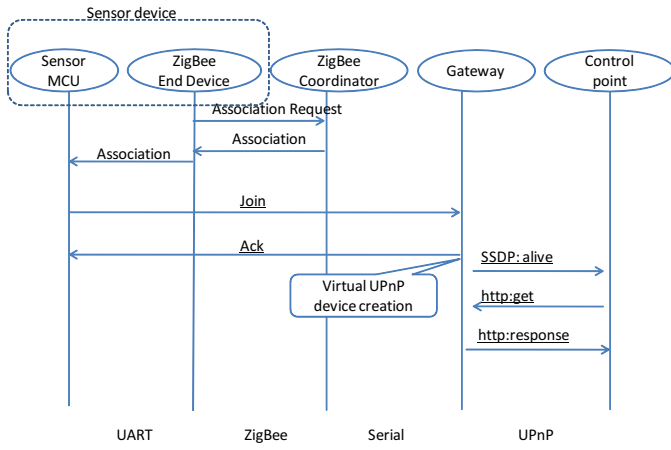 Sensor device
Sensor
MCU
ZigBee
End Device
ZigBee
Coordinator
Gateway
Control
point
Association Request
Association
Association
Join
Ack
SSDP: alive
Virtual UPnP
device creation
http:get
http:response
UART
ZigBee
Serial
UPnP